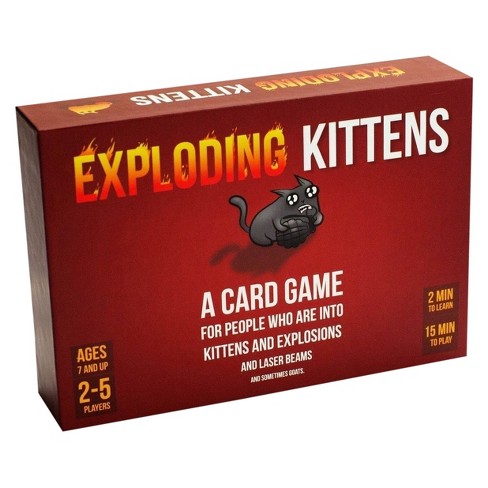 EXPLODING KITTENS
EXPLODING KITTENS
A CARD GAME
FOR PEOPLE WHO ARE INTO
KITTENS AND EXPLOSIONS
AND LASER BEAMS
AND SOMETIMES GOATS.
AGES
7 AND UP
2-5
PLAYERS
2 MIN
TO LEARN
15 MIN
TO PLAY